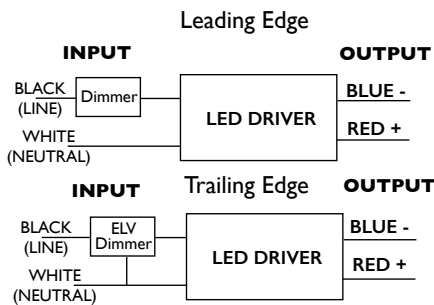 Leading Edge
INPUT
OUTPUT
BLACK
(LINE)
Dimmer
LED DRIVER
BLUE -
RED +
WHITE
(NEUTRAL)
INPUT
Trailing Edge
OUTPUT
BLACK
(LINE)
ELV
Dimmer
LED DRIVER
BLUE -
RED +
WHITE
(NEUTRAL)